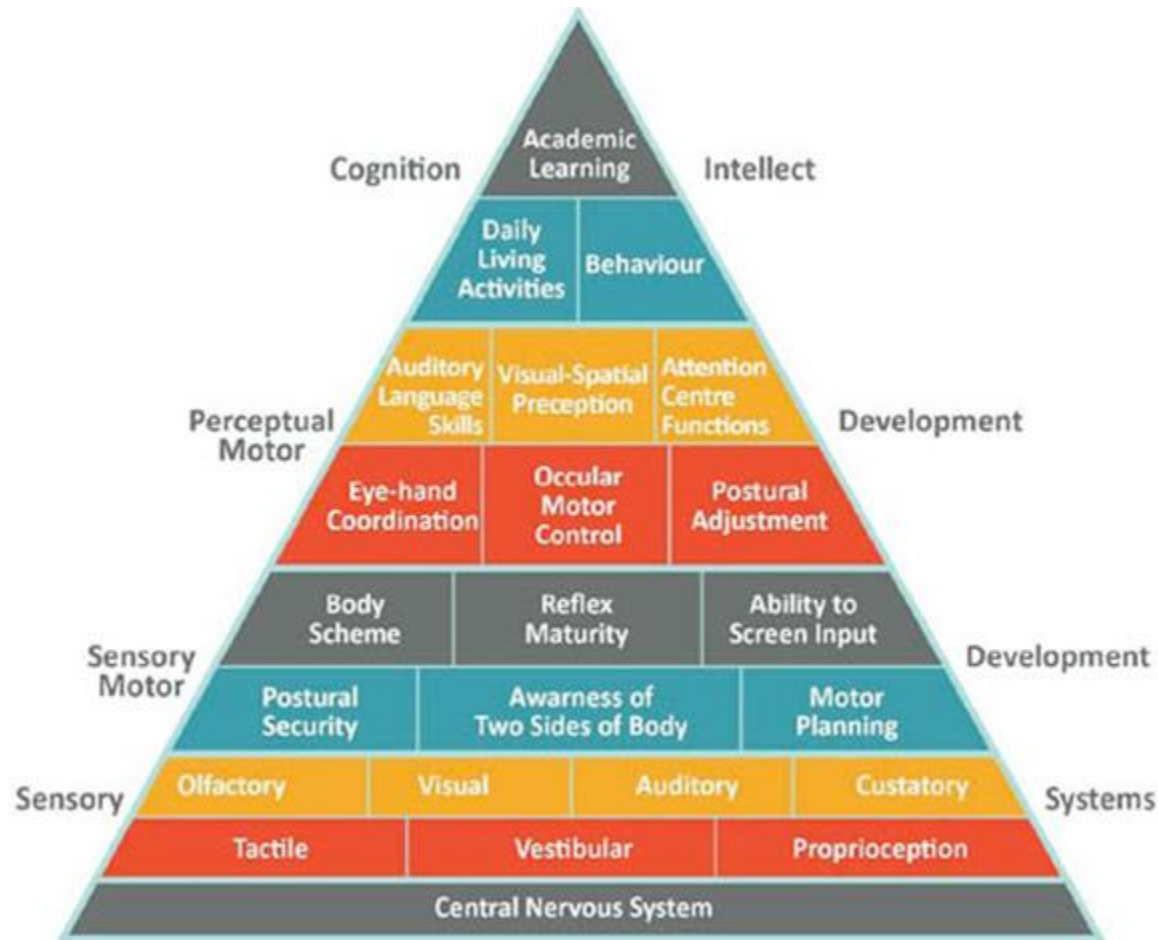 Academic
Learning
Cognition
Intellect
Daily
Living
Activities
Behaviour
Auditory
Language
Skills
Visual-Spatial
Preception
Attention
Centre
Functions
Perceptual
Motor
Development
Eye-hand
Coordination
Occular
Motor
Control
Postural
Adjustment
Body
Scheme
Reflex
Maturity
Ability to
Screen Input
Sensory
Motor
Development
Postural
Security
Awarness of
Two Sides of Body
Motor
Planning
Sensory
Olfactory
Visual
Auditory
Custatory
Systems
Tactile
Vestibular
Proprioception
Central Nervous System